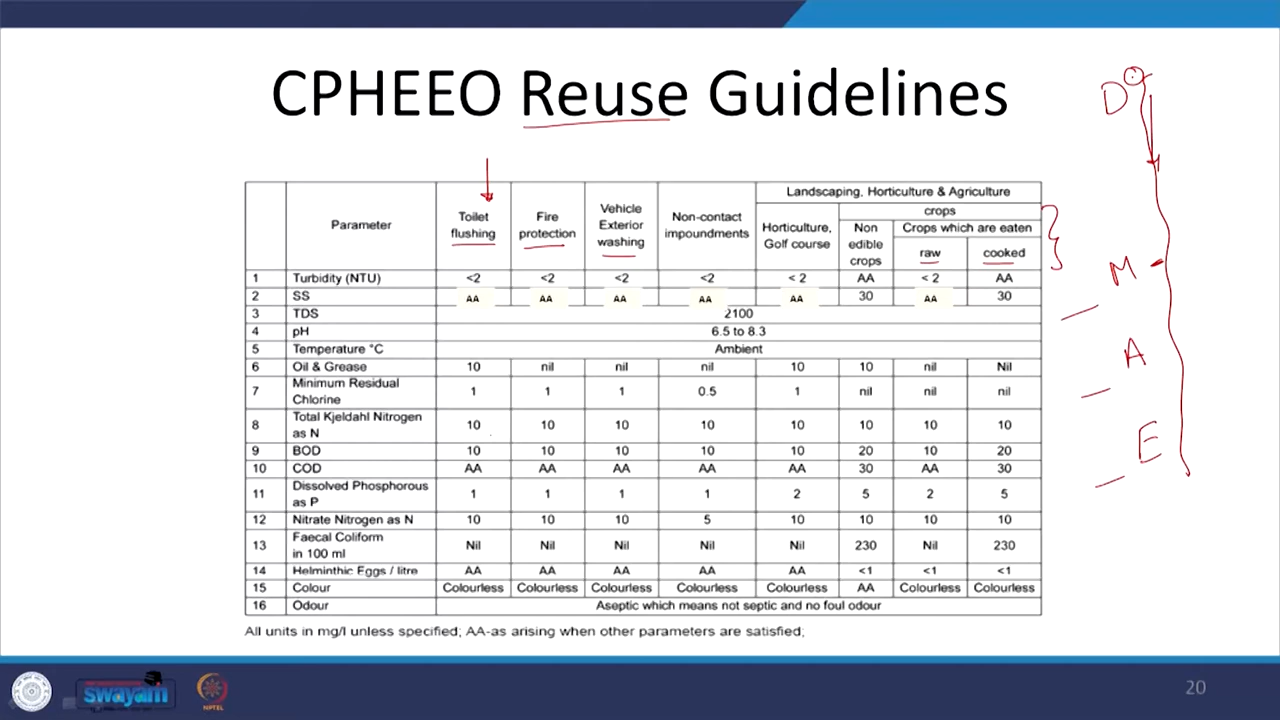 CPHEEO Reuse Guidelines
D
Landscaping, Horticulture & Agriculture
Parameter Toilet flushing Fire protection Vehicle Exterior washing Non-contact impoundments Horticulture, Golf course crops
Non edible crops Crops which are eaten
raw cooked
1 Turbidity (NTU) <2 <2 <2 <2 < 2 AA < 2 AA
2 SS AA AA AA AA AA 30 AA 30
3 TDS 2100
4 pH 6.5 to 8.3
5 Temperature °C Ambient
6 Oil & Grease 10 nil nil nil 10 10 nil Nil
7 Minimum Residual Chlorine 1 1 1 0.5 1 nil nil nil
8 Total Kjeldahl Nitrogen as N 10 10 10 10 10 10 10 10
9 BOD 10 10 10 10 10 20 10 20
10 COD AA AA AA AA AA 30 AA 30
11 Dissolved Phosphorous as P 1 1 1 1 2 5 2 5
12 Nitrate Nitrogen as N 10 10 10 5 10 10 10 10
13 Faecal Coliform in 100 ml Nil Nil Nil Nil Nil 230 Nil 230
14 Helminthic Eggs / litre AA AA AA AA AA <1 <1 <1
15 Colour Colourless Colourless Colourless Colourless Colourless AA Colourless Colourless
16 Odour Aseptic which means not septic and no foul odour
All units in mg/l unless specified; AA-as arising when other parameters are satisfied;
M
A
E
swayam
NPTEL
20